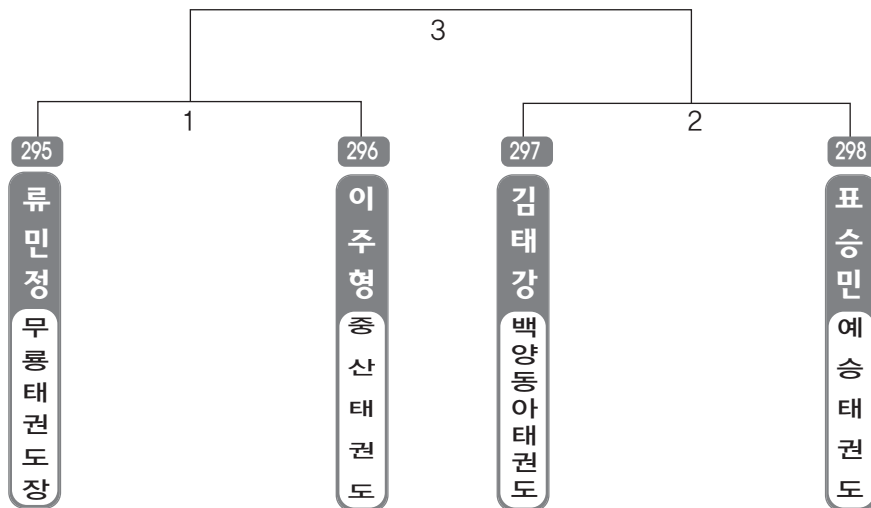 3
1
2
295
류민정
무룡태권도장
296
이주형
중산태권도
297
김태강
백양동아태권도
298
표승민
예승태권도